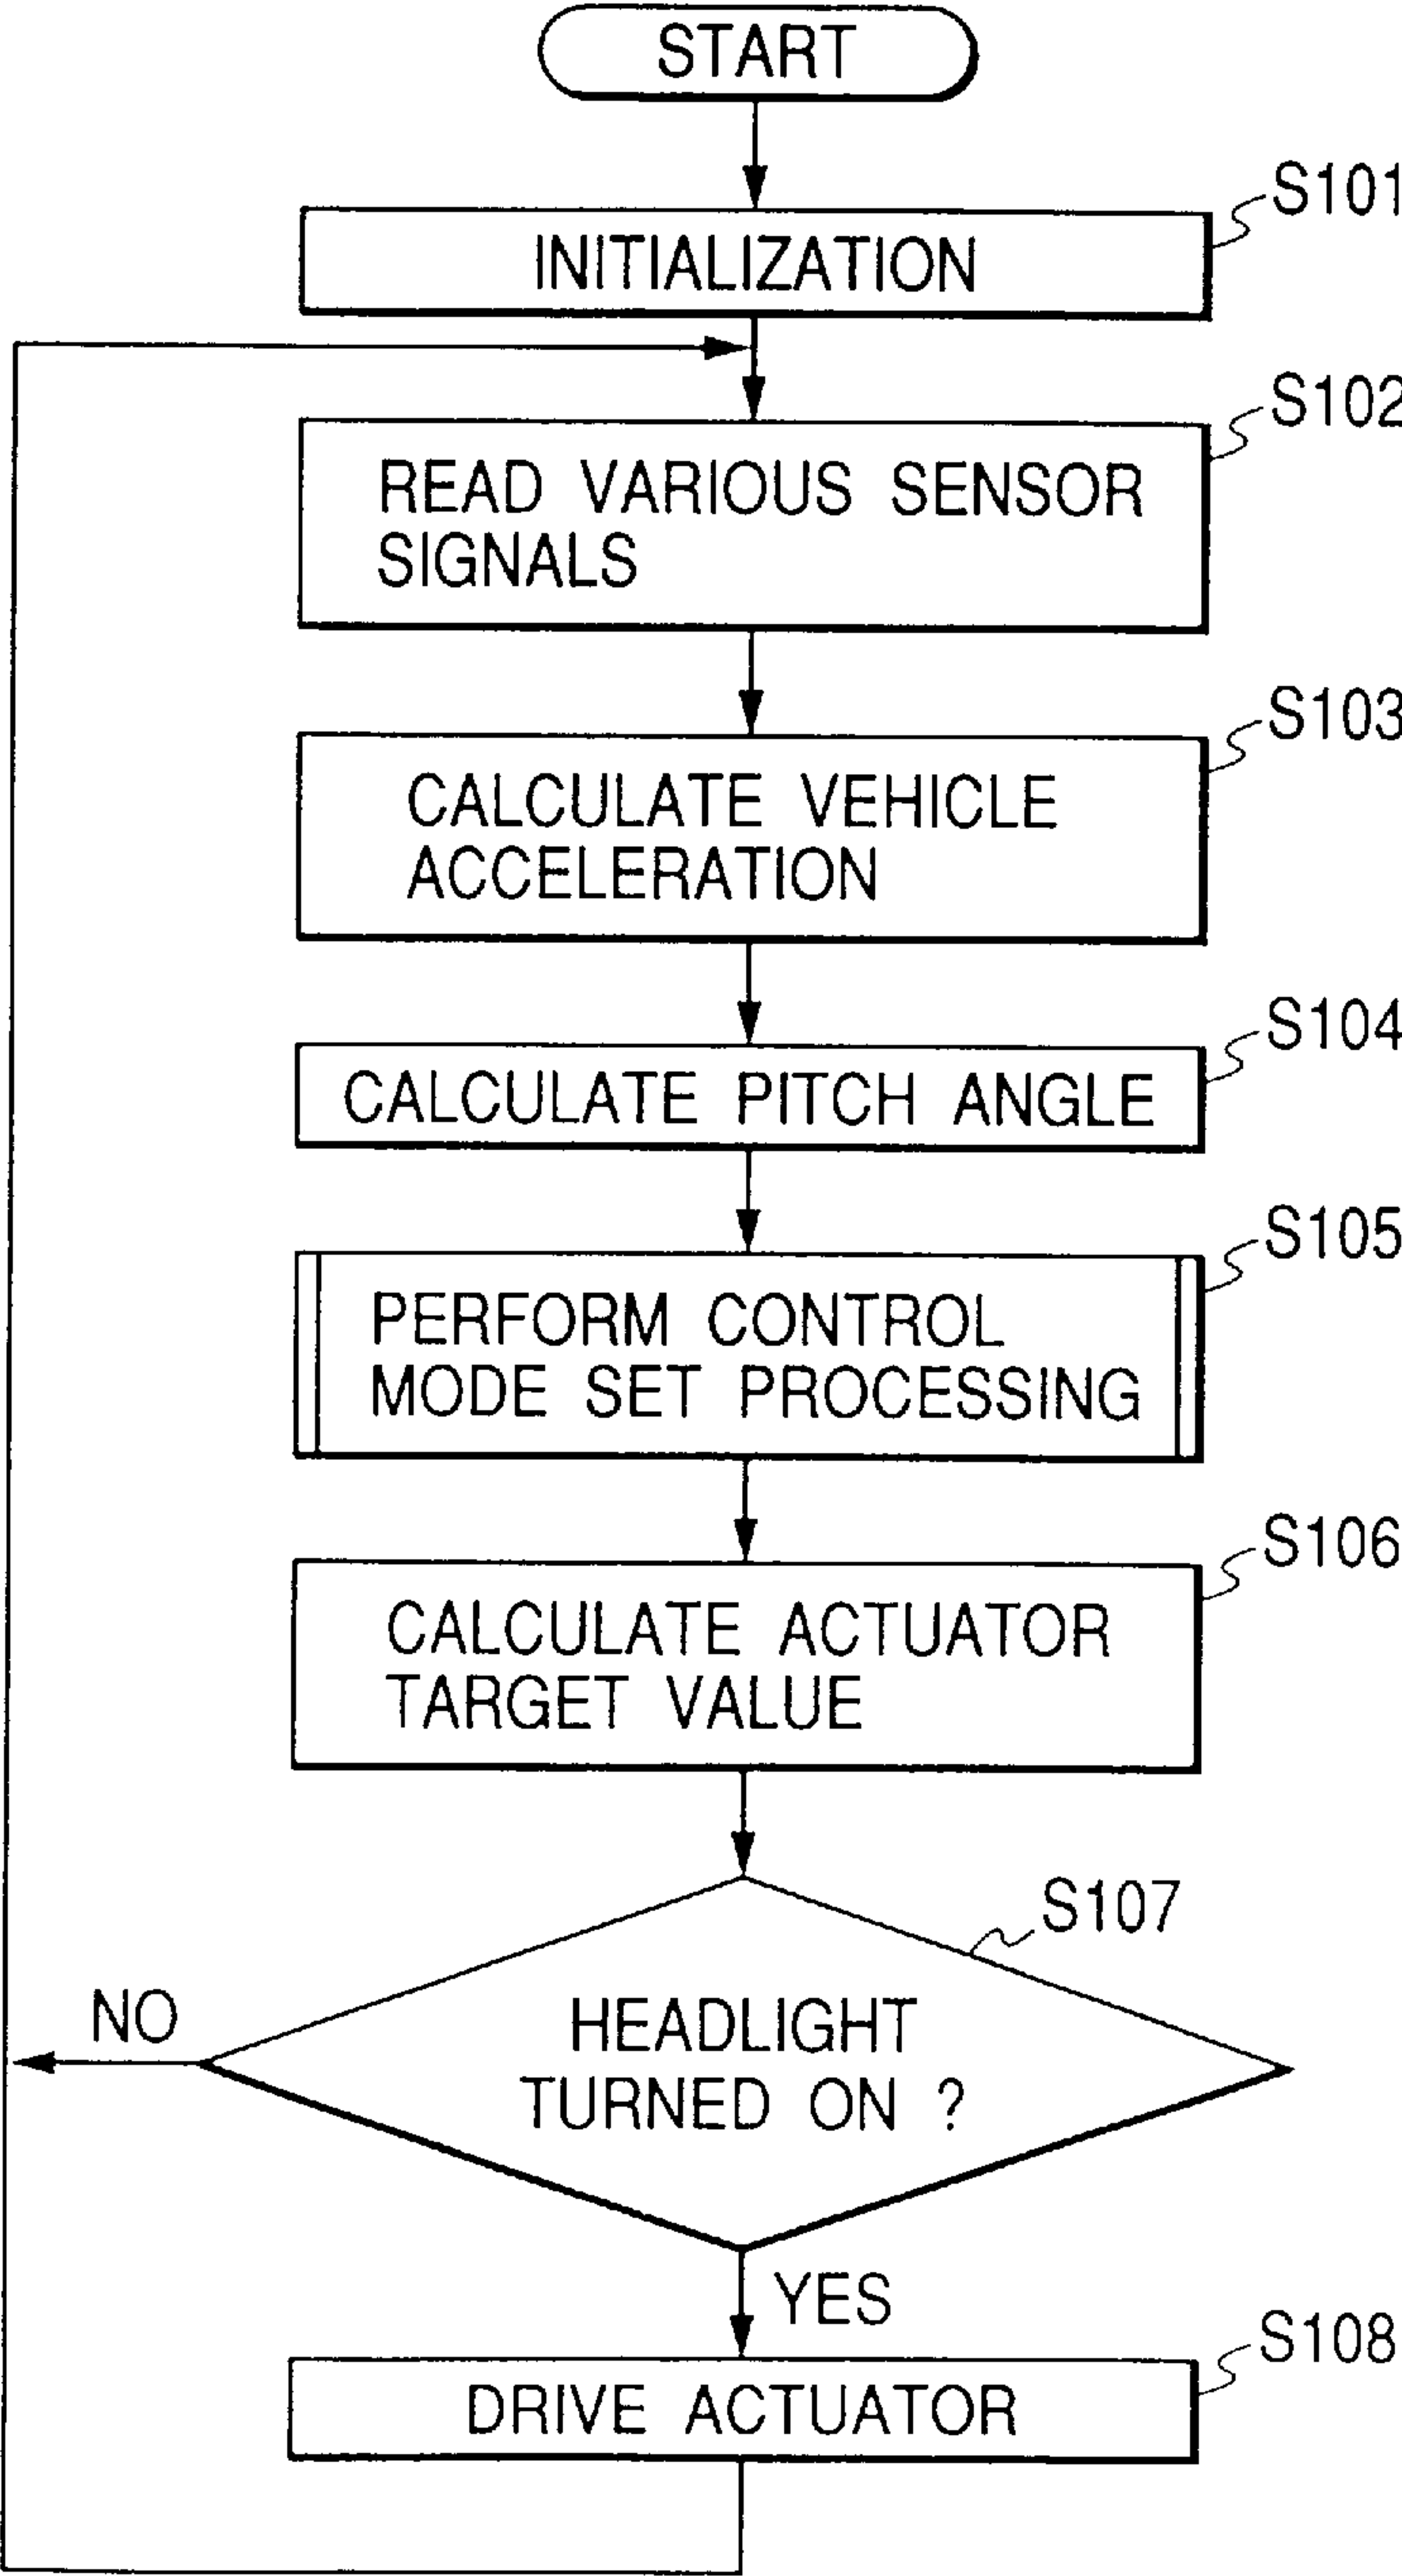 START
S101
INITIALIZATION
S102
READ VARIOUS SENSOR
SIGNALS
S103
CALCULATE VEHICLE
ACCELERATION
S104
CALCULATE PITCH ANGLE
S105
PERFORM CONTROL
MODE SET PROCESSING
S106
CALCULATE ACTUATOR
TARGET VALUE
S107
HEADLIGHT
TURNED ON ?
NO
YES
S108
DRIVE ACTUATOR